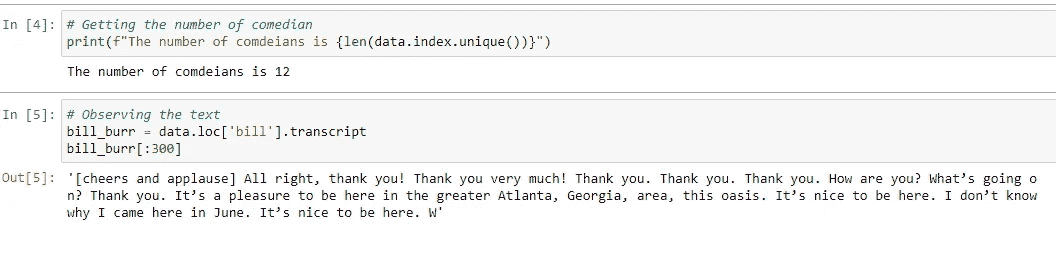 In [4]: # Getting the number of comedian
print(f"The number of comdeians is {len(data.index.unique())}")
The number of comdeians is 12
In [5]: # Observing the text
bill_burr = data.loc['bill'].transcript
bill_burr[:300]
Out[5]: '[cheers and applause] All right, thank you! Thank you very much! Thank you. Thank you. Thank you. How are you? What’s going o
n? Thank you. It’s a pleasure to be here in the greater Atlanta, Georgia, area, this oasis. It’s nice to be here. I don’t know
why I came here in June. It’s nice to be here. W'